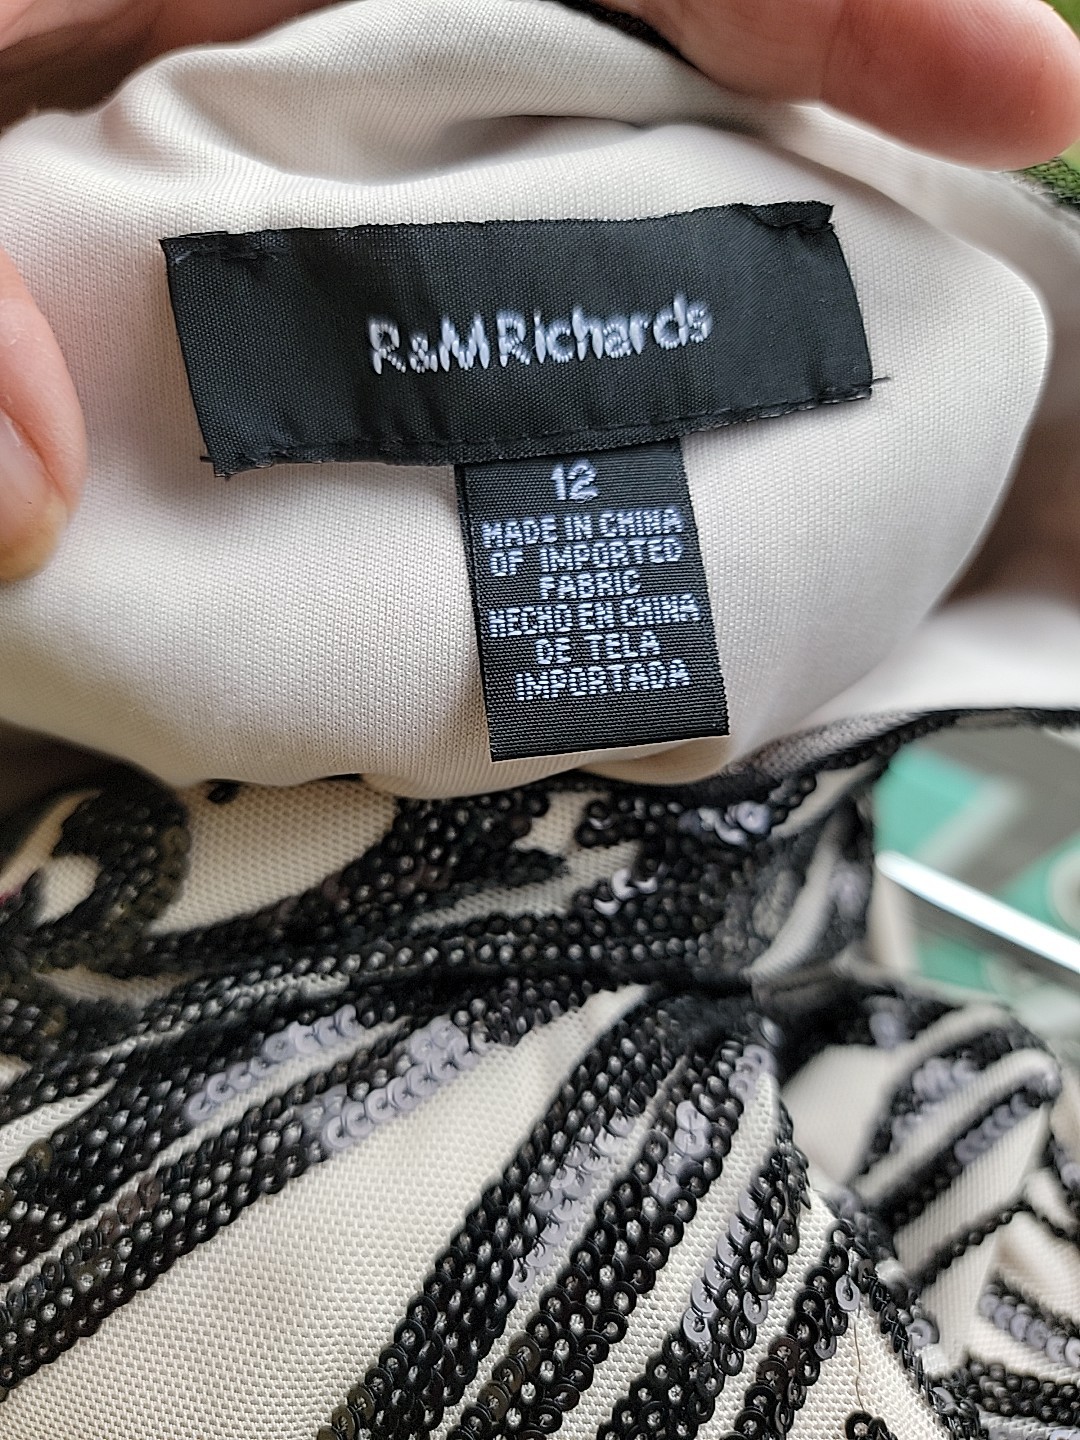 R&M Richards
12
MADE IN CHINA
OF IMPORTED
FABRIC
HECHO EN CHINA
DE TELA
IMPORTADA